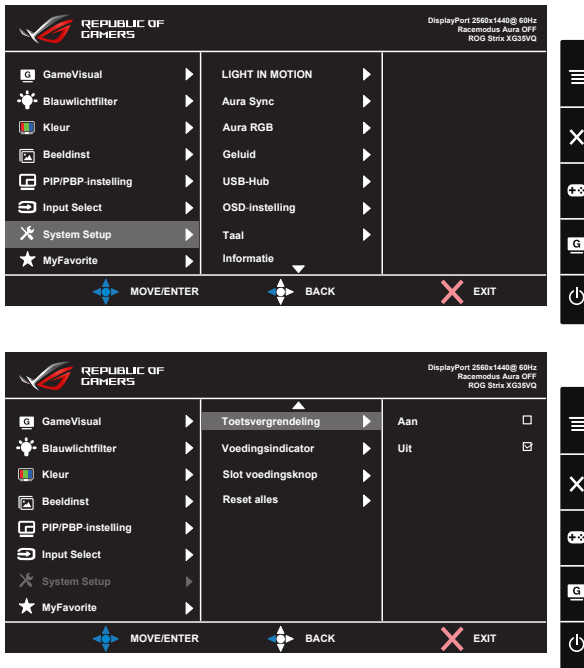 REPUBLIC OF
GAMERS
DisplayPort 2560x1440@ 60Hz
Racemodus Aura OFF
ROG Strix XG35VQ
G GameVisual
Blauwlichtfilter
Kleur
Beeldinst
PIP/PBP-instelling
Input Select
System Setup
MyFavorite
LIGHT IN MOTION
Aura Sync
Aura RGB
Geluid
USB-Hub
OSD-instelling
Taal
Informatie
MOVE/ENTER
BACK
EXIT
G
REPUBLIC OF
GAMERS
DisplayPort 2560x1440@ 60Hz
Racemodus Aura OFF
ROG Strix XG35VQ
G GameVisual
Blauwlichtfilter
Kleur
Beeldinst
PIP/PBP-instelling
Input Select
System Setup
MyFavorite
Toetsvergrendeling
Voedingsindicator
Slot voedingsknop
Reset alles
Aan
Uit
MOVE/ENTER
BACK
EXIT
G